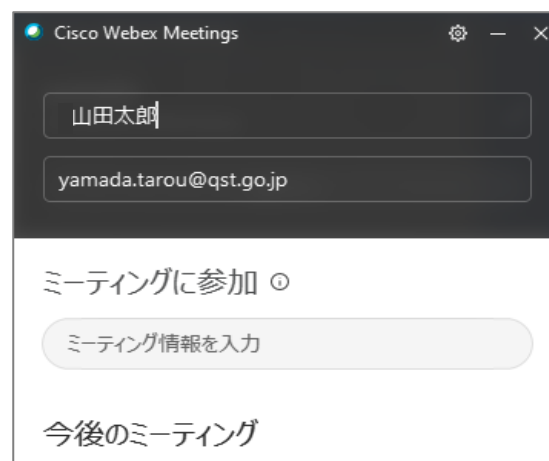 Cisco Webex Meetings
山田太郎
yamada.tarou@qst.go.jp
ミーティングに参加
ミーティング情報を入力
今後のミーティング